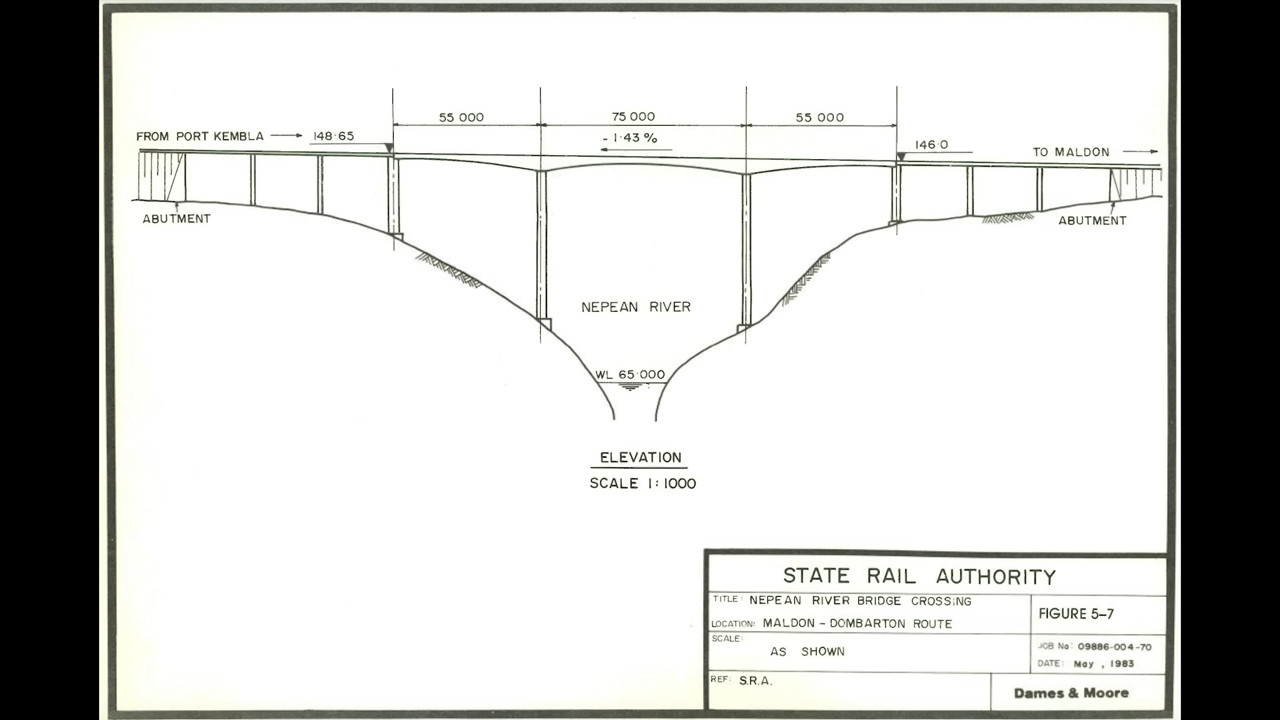 55 000
75 000
55 000
FROM PORT KEMBLA
148·65
- 1·43 %
146·0
TO MALDON
ABUTMENT
ABUTMENT
NEPEAN RIVER
WL 65·000
ELEVATION
SCALE 1:1000
STATE RAIL AUTHORITY
TITLE: NEPEAN RIVER BRIDGE CROSSING
LOCATION: MALDON - DOMBARTON ROUTE
FIGURE 5-7
SCALE:
AS SHOWN
JOB No: 09886-004-70
DATE: May , 1983
REF: S.R.A.
Dames & Moore